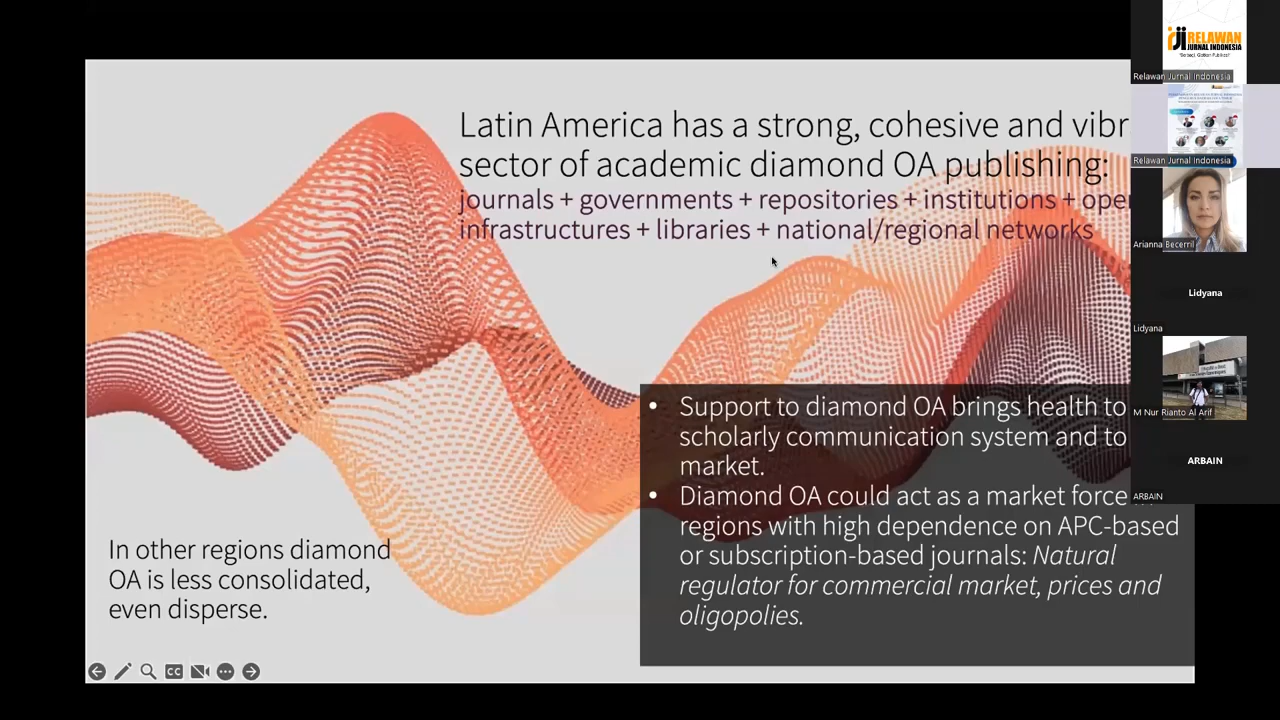 Latin America has a strong, cohesive and vibr
sector of academic diamond OA publishing:
journals + governments + repositories + institutions + ope
infrastructures + libraries + national/regional networks
• Support to diamond OA brings health to
scholarly communication system and to
market.
• Diamond OA could act as a market force
regions with high dependence on APC-based
or subscription-based journals: Natural
regulator for commercial market, prices and
oligopolies.
In other regions diamond
OA is less consolidated,
even disperse.
CC
RELAWAN
JURNAL INDONESIA
Relawan Jurnal Indonesia
Relawan Jurnal Indonesia
Arianna Becerril
Lidyana
Lidyana
M Nur Rianto Al Arif
ARBAIN
ARBAIN